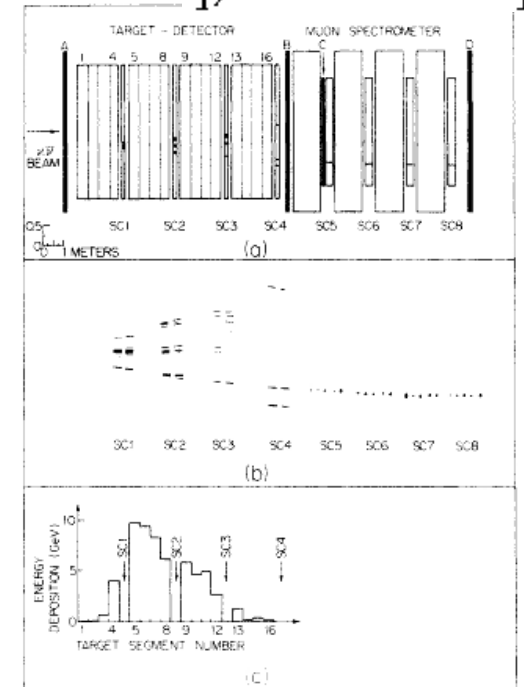 TARGET - DETECTOR MUON SPECTROMETER
A B C D
1 4 5 8 9 12 13 16
BEAM
SC1 SC2 SC3 SC4 SC5 SC6 SC7 SC8
0.5
0
0 1 METERS
(a)
SC1 SC2 SC3 SC4 SC5 SC6 SC7 SC8
(b)
ENERGY
DEPOSITION (GeV)
10
5
0
SC1 SC2 SC3 SC4
1 4 5 8 9 12 13 16
TARGET SEGMENT NUMBER
(c)